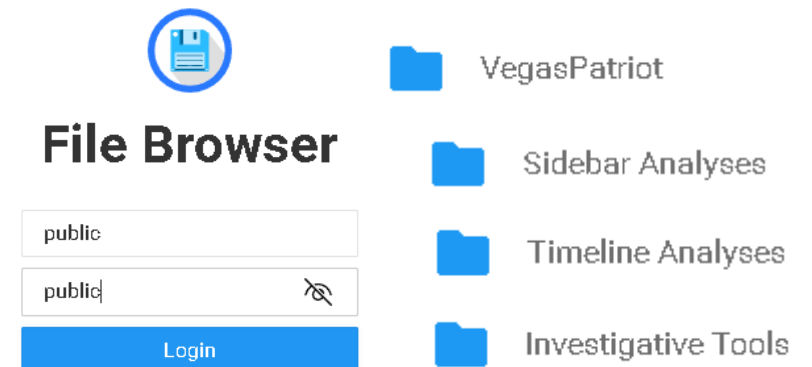 File Browser
public
public
Login
VegasPatriot
Sidebar Analyses
Timeline Analyses
Investigative Tools